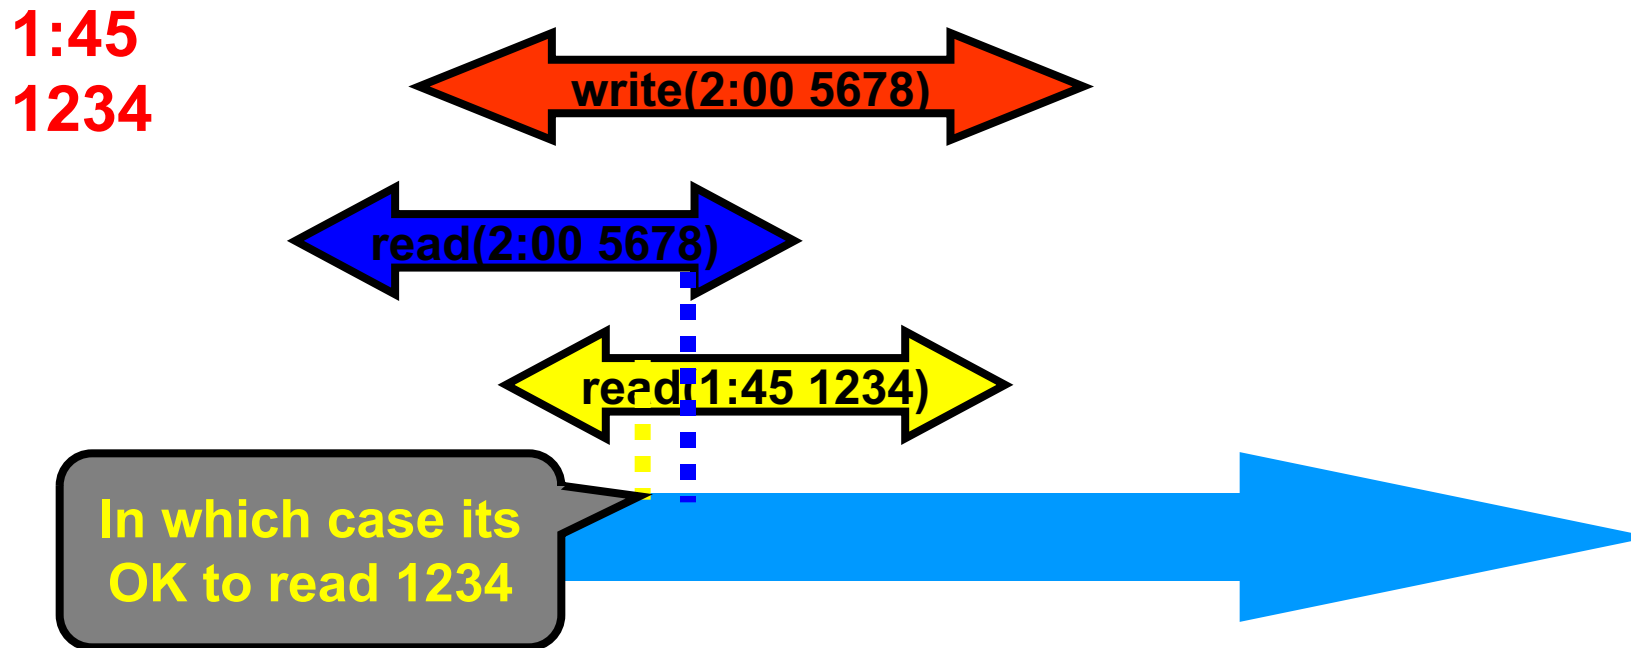 1:45
1234
write(2:00 5678)
read(2:00 5678)
read(1:45 1234)
In which case its
OK to read 1234